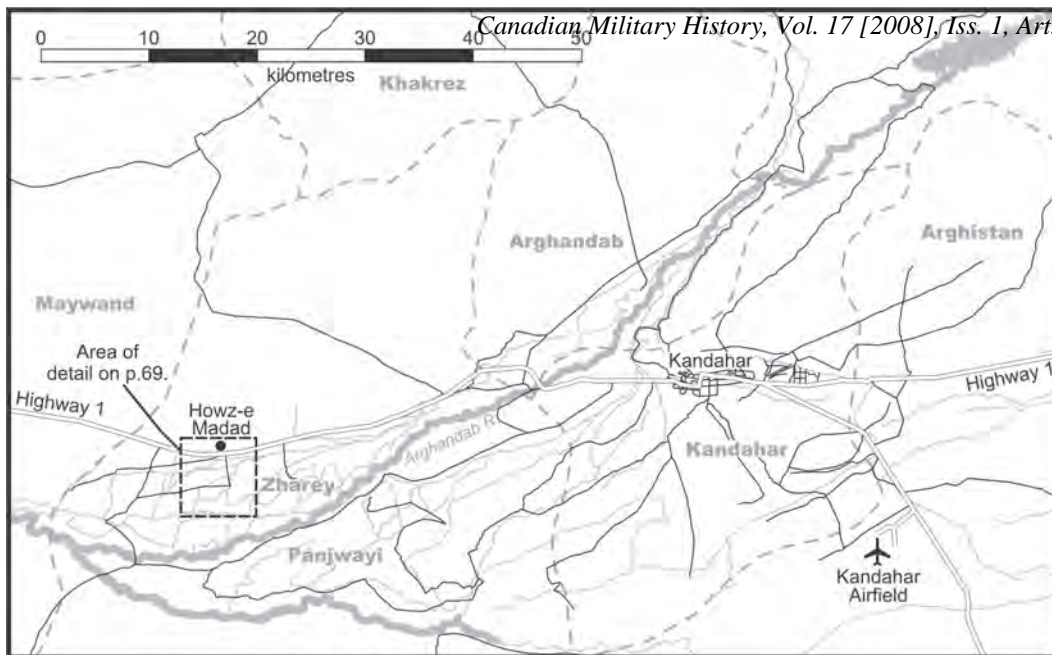 Canadian Military History, Vol. 17 [2008], Iss. 1, Art.
0 10 20 30 40 50
kilometres
Khakrez
Arghandab
Arghistan
Maywand
Area of
detail on p.69.
Highway 1
Howz-e
Madad
Kandahar
Highway 1
Arghandab R.
Kandahar
Zharey
Panjwayi
Kandahar
Airfield